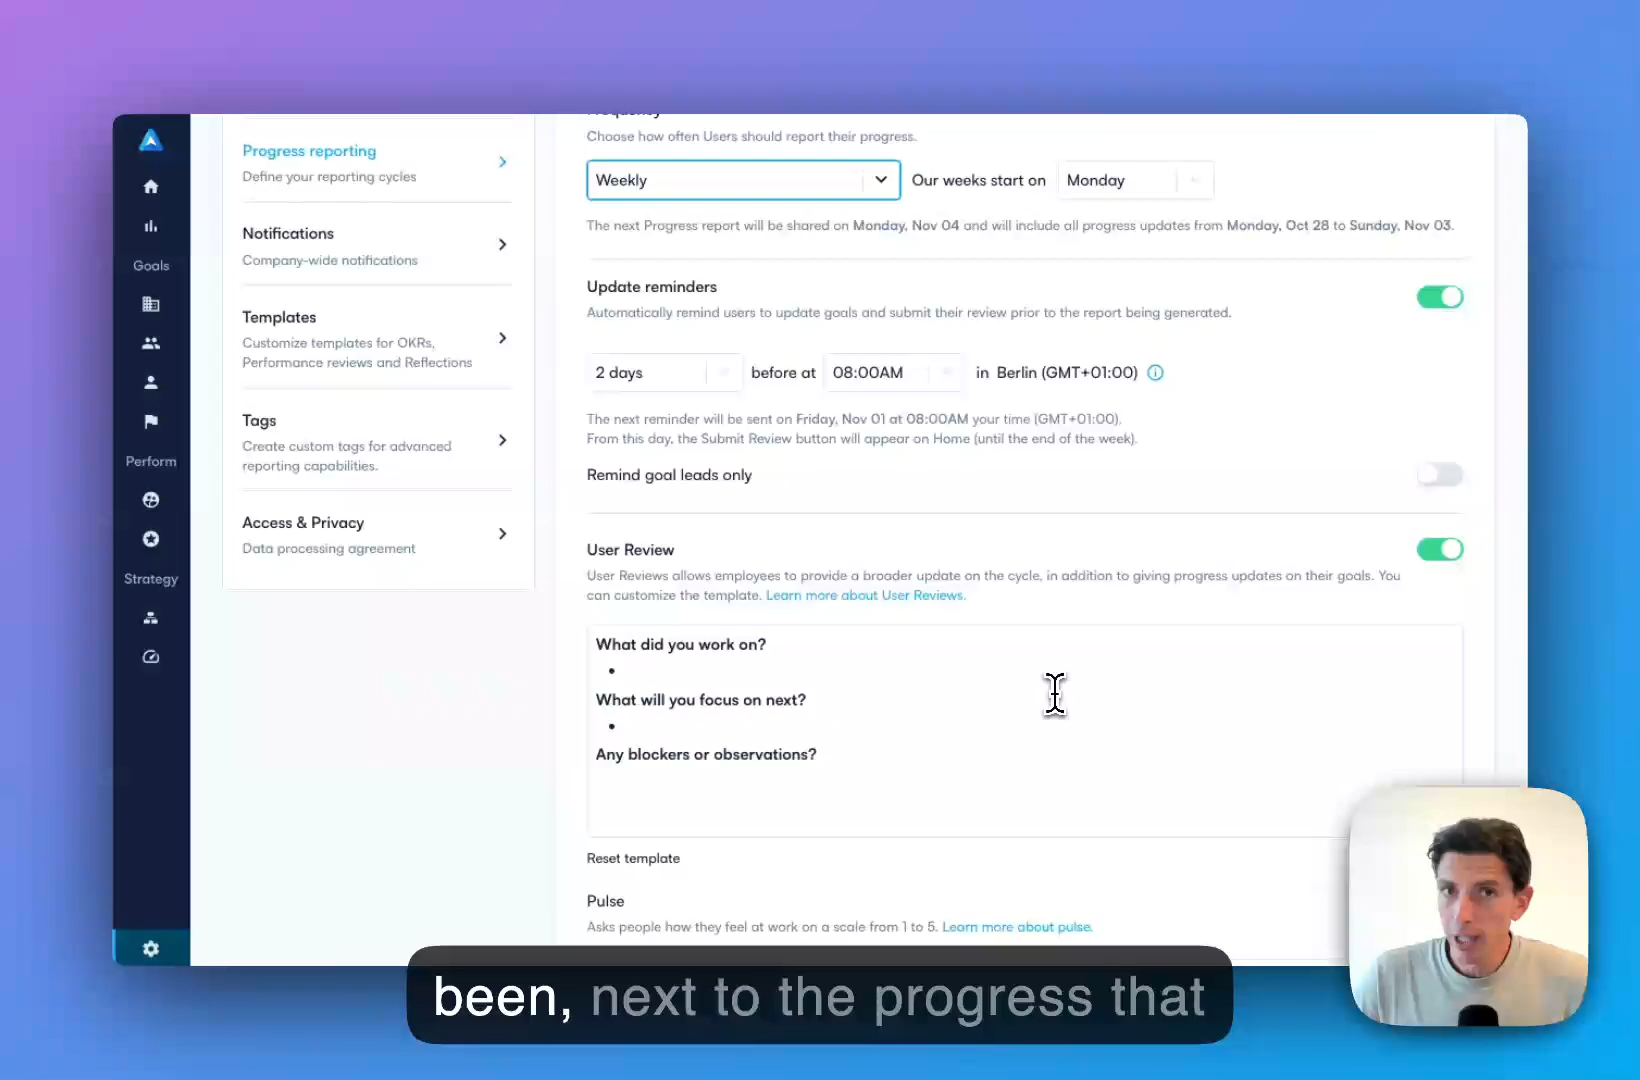 Goals
Perform
Strategy
Progress reporting
Define your reporting cycles
Notifications
Company-wide notifications
Templates
Customize templates for OKRs,
Performance reviews and Reflections
Tags
Create custom tags for advanced
reporting capabilities.
Access & Privacy
Data processing agreement
Frequency
Choose how often Users should report their progress.
Weekly Our weeks start on Monday
The next Progress report will be shared on Monday, Nov 04 and will include all progress updates from Monday, Oct 28 to Sunday, Nov 03.
Update reminders
Automatically remind users to update goals and submit their review prior to the report being generated.
2 days before at 08:00AM in Berlin (GMT+01:00)
The next reminder will be sent on Friday, Nov 01 at 08:00AM your time (GMT+01:00).
From this day, the Submit Review button will appear on Home (until the end of the week).
Remind goal leads only
User Review
User Reviews allows employees to provide a broader update on the cycle, in addition to giving progress updates on their goals. You
can customize the template. Learn more about User Reviews.
What did you work on?
•
What will you focus on next?
•
Any blockers or observations?
Reset template
Pulse
Asks people how they feel at work on a scale from 1 to 5. Learn more about pulse.
been, next to the progress that